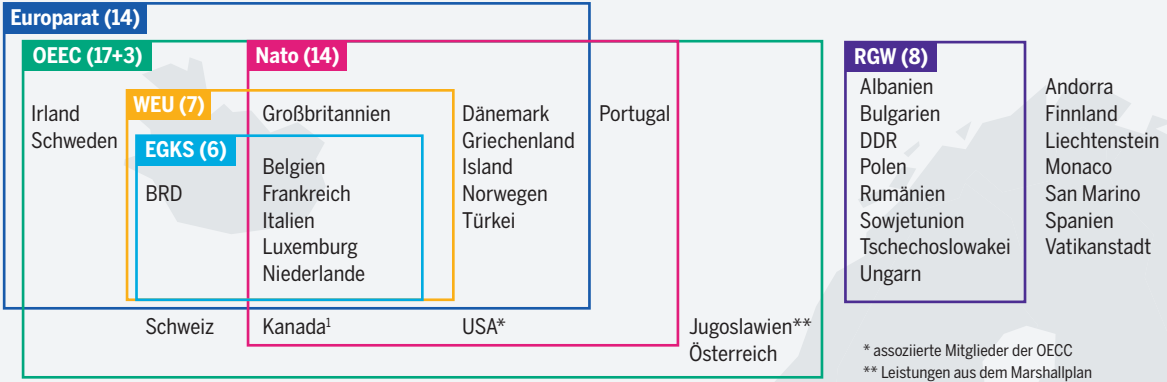 Europarat (14)
OEEC (17+3)
Nato (14)
RGW (8)
WEU (7)
EGKS (6)
Irland
Schweden
BRD
Großbritannien
Belgien
Frankreich
Italien
Luxemburg
Niederlande
Dänemark
Griechenland
Island
Norwegen
Türkei
Portugal
Schweiz
Kanada¹
USA*
Jugoslawien**
Österreich
Albanien
Bulgarien
DDR
Polen
Rumänien
Sowjetunion
Tschechoslowakei
Ungarn
Andorra
Finnland
Liechtenstein
Monaco
San Marino
Spanien
Vatikanstadt
* assoziierte Mitglieder der OECC
** Leistungen aus dem Marshallplan